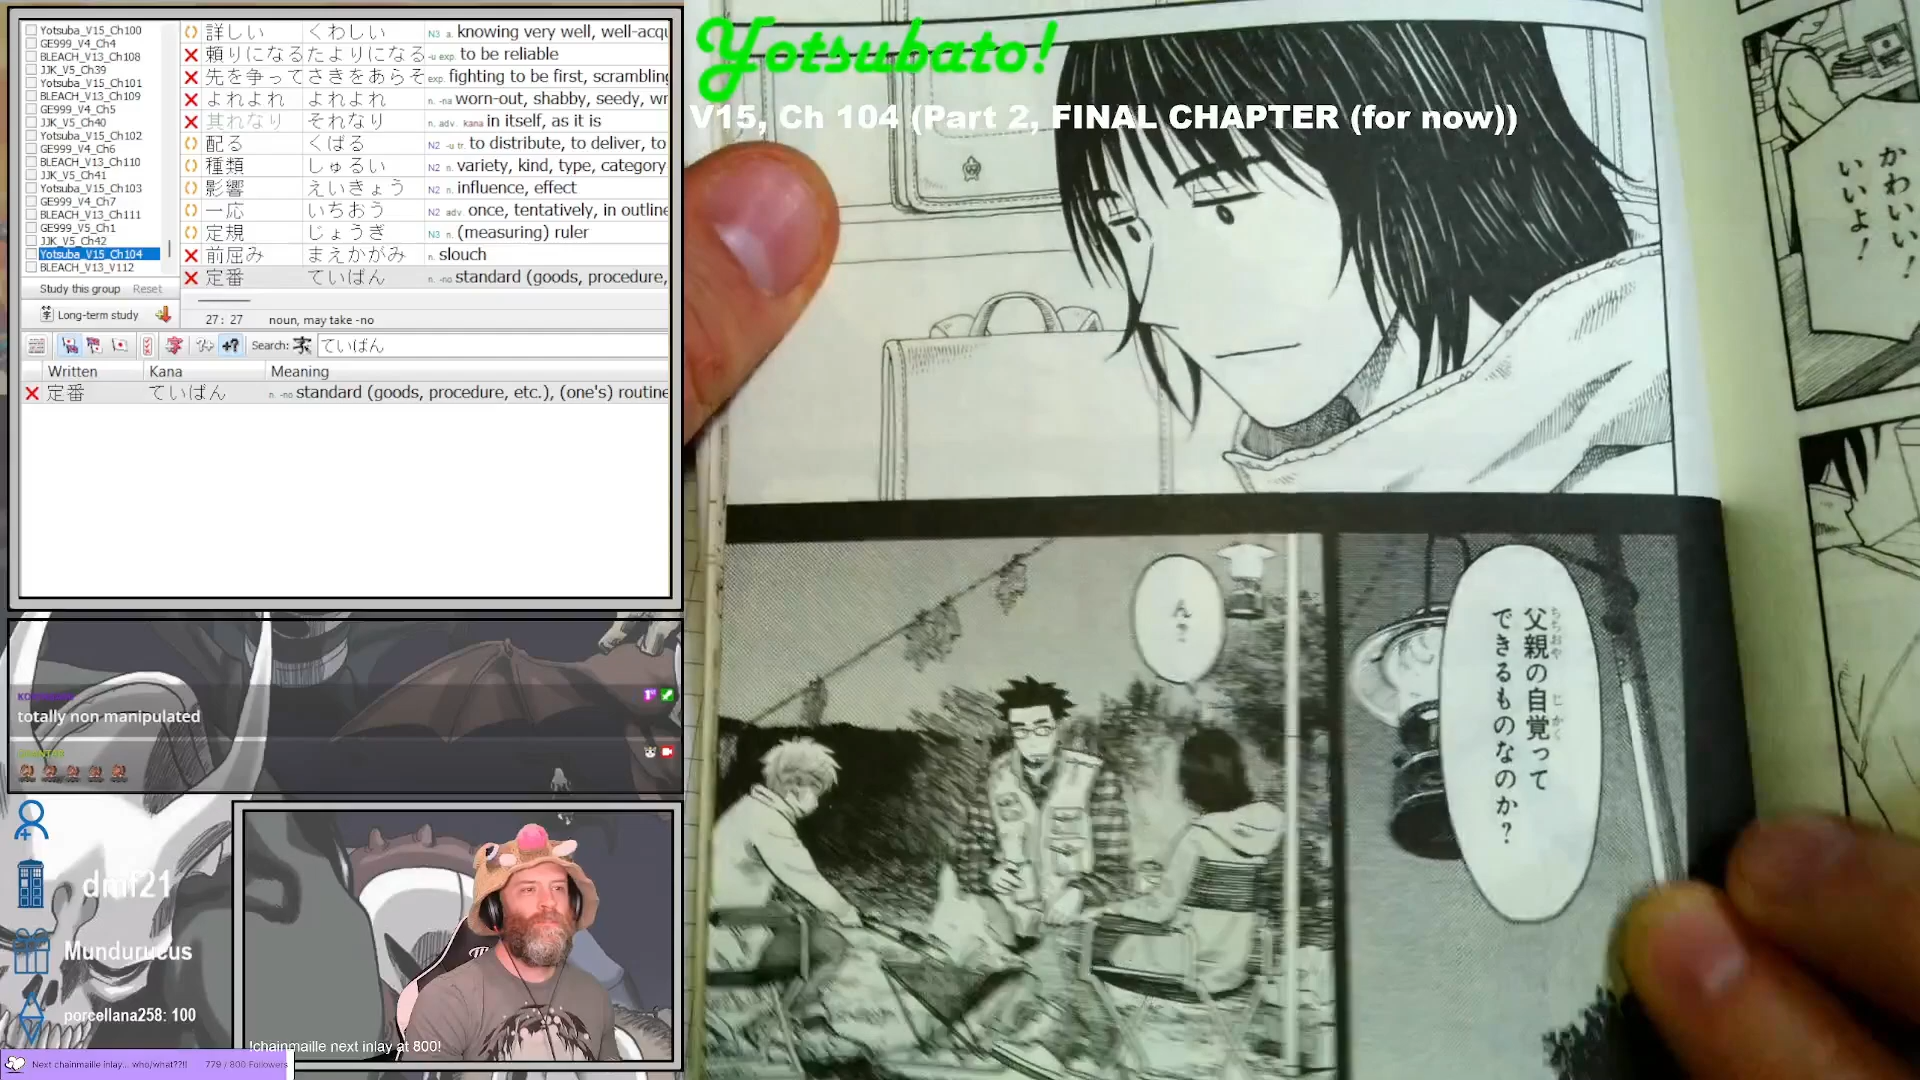 Yotsuba_V15_Ch100
GE999_V4_Ch4
BLEACH_V13_Ch108
JJK_V5_Ch39
Yotsuba_V15_Ch101
BLEACH_V13_Ch109
GE999_V4_Ch5
JJK_V5_Ch40
Yotsuba_V15_Ch102
GE999_V4_Ch6
BLEACH_V13_Ch110
JJK_V5_Ch41
Yotsuba_V15_Ch103
GE999_V4_Ch7
BLEACH_V13_Ch111
GE999_V5_Ch1
JJK_V5_Ch42
Yotsuba_V15_Ch104
BLEACH_V13_V112
Study this group Reset
Long-term study
詳しい くわしい N3 a. knowing very well, well-acqu
頼りになる たよりになる -u exp. to be reliable
先を争って さきをあらそ exp. fighting to be first, scrambling
よれよれ よれよれ n. -na worn-out, shabby, seedy, wr
其れなり それなり n. adv. kana in itself, as it is
配る くばる N2 -u tr. to distribute, to deliver, to
種類 しゅるい N2 n. variety, kind, type, category
影響 えいきょう N2 n. influence, effect
一応 いちおう N2 adv once, tentatively, in outline
定規 じょうぎ N3 n. (measuring) ruler
前屈み まえかがみ n. slouch
定番 ていばん n. -no standard (goods, procedure,
27: 27 noun, may take -no
Search: ていばん
Written Kana Meaning
定番 ていばん n. -no standard (goods, procedure, etc.), (one's) routine
totally non manipulated
dmf21
Mundurucus
porcellana258: 100
!chainmaille next inlay at 800!
Next chainmaille inlay... who/what??!! 779 / 800 Followers
Yotsubato!
V15, Ch 104 (Part 2, FINAL CHAPTER (for now))
かわいい!
いいよ!
父親の自覚って
できるものなのか?
ん?